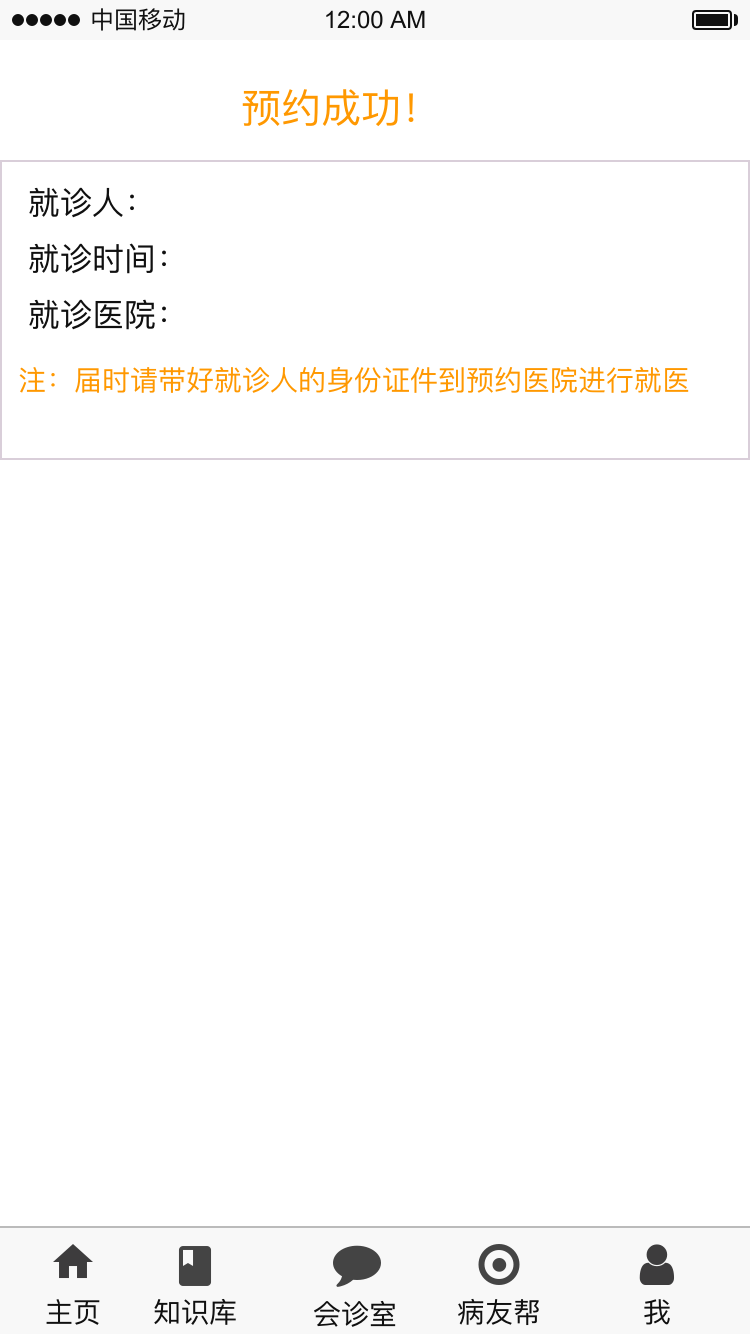 中国移动 12:00 AM
预约成功！
就诊人：
就诊时间：
就诊医院：
注：届时请带好就诊人的身份证件到预约医院进行就医
主页 知识库 会诊室 病友帮 我